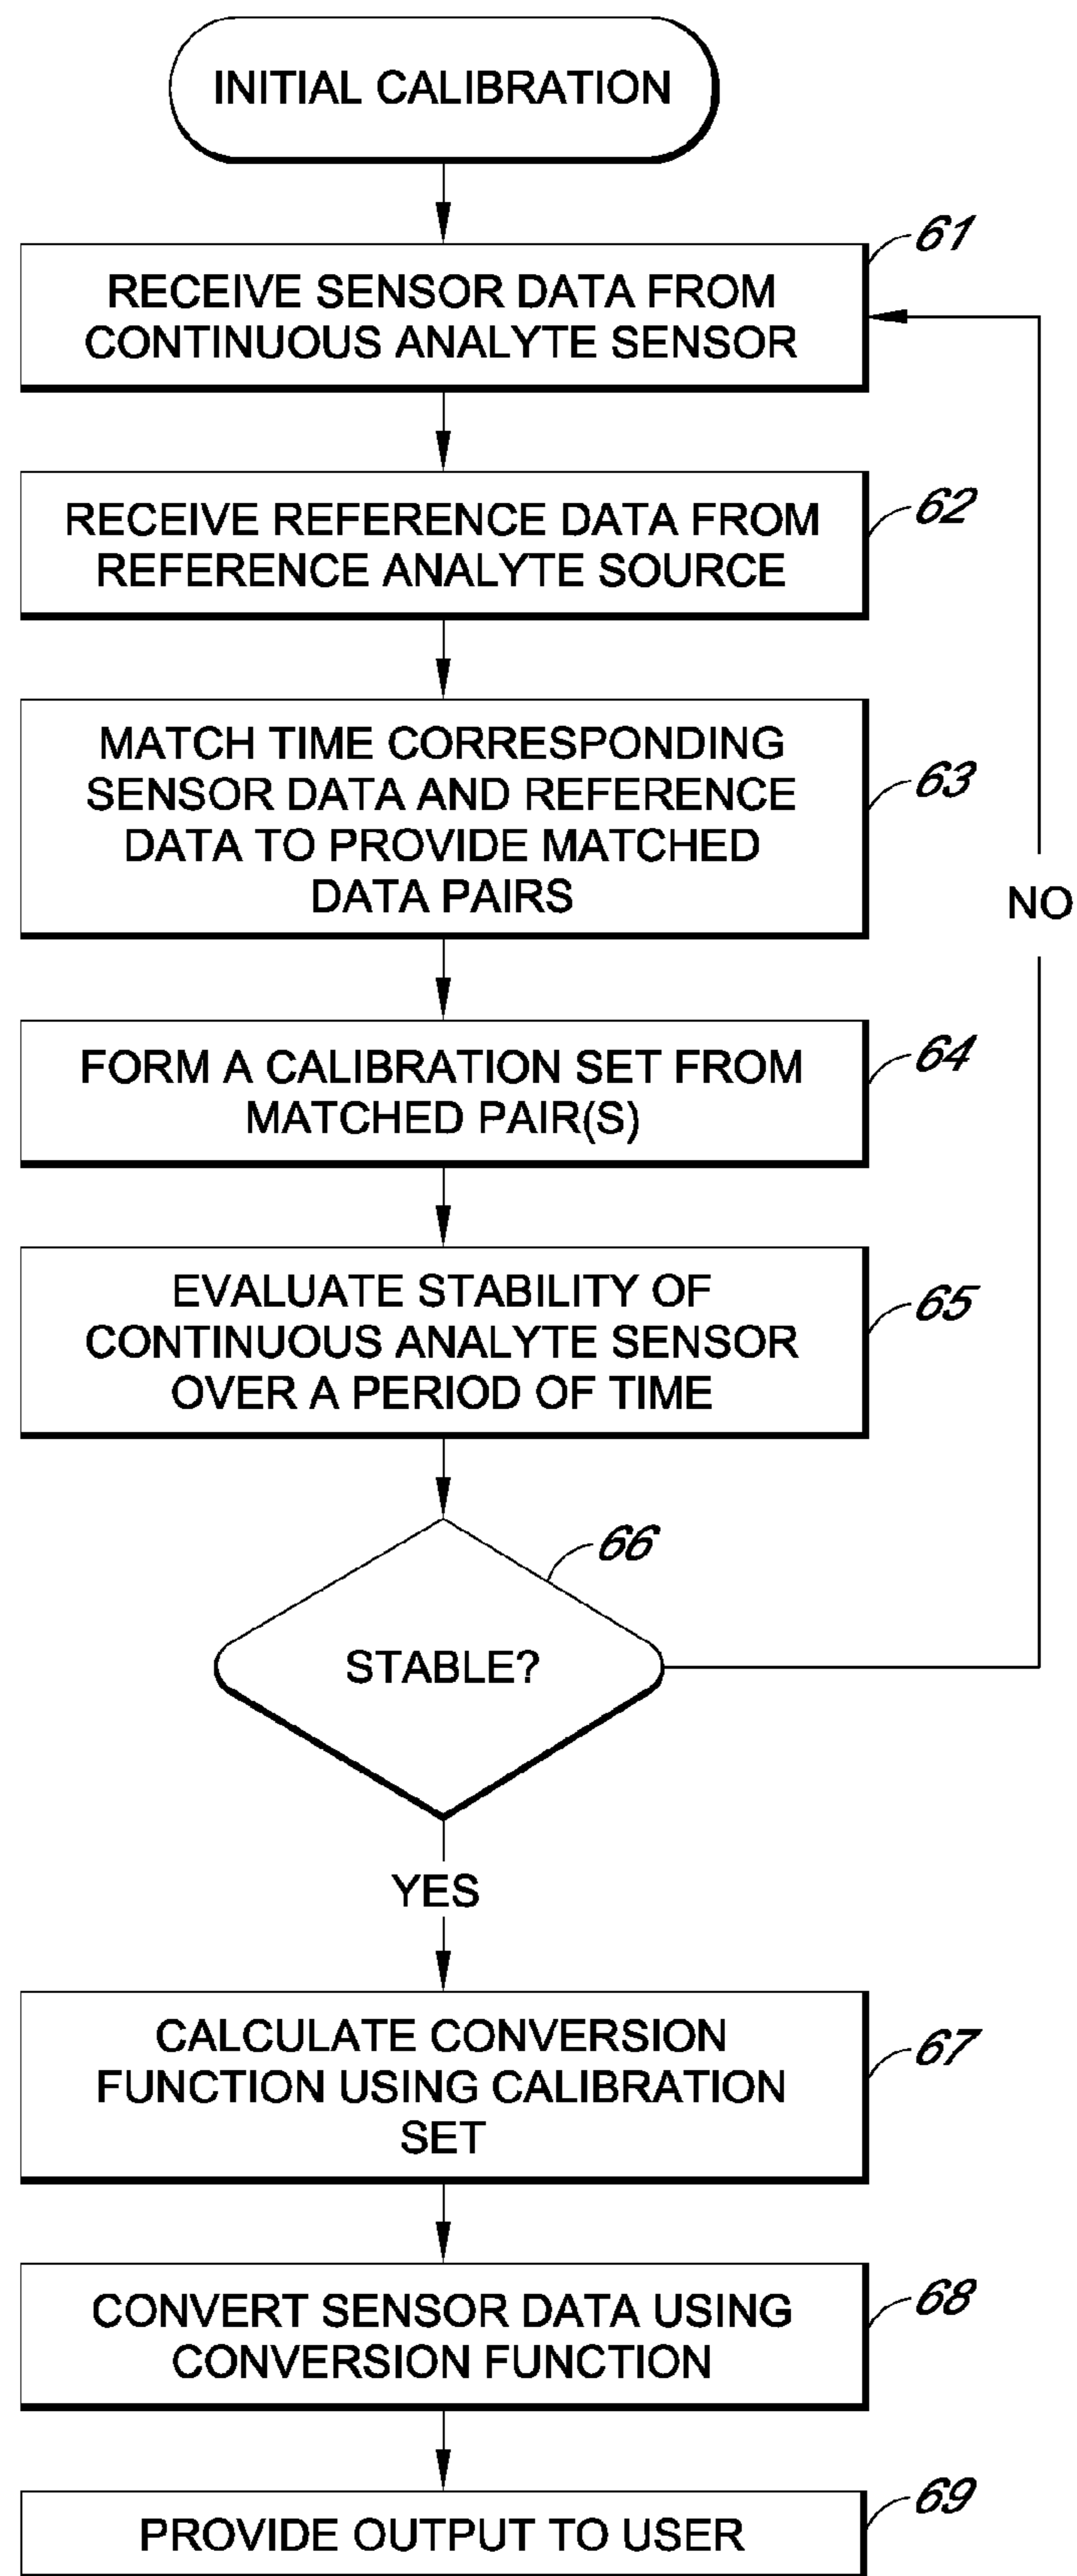 INITIAL CALIBRATION
61
RECEIVE SENSOR DATA FROM
CONTINUOUS ANALYTE SENSOR
62
RECEIVE REFERENCE DATA FROM
REFERENCE ANALYTE SOURCE
63
MATCH TIME CORRESPONDING
SENSOR DATA AND REFERENCE
DATA TO PROVIDE MATCHED
DATA PAIRS
NO
64
FORM A CALIBRATION SET FROM
MATCHED PAIR(S)
65
EVALUATE STABILITY OF
CONTINUOUS ANALYTE SENSOR
OVER A PERIOD OF TIME
66
STABLE?
YES
67
CALCULATE CONVERSION
FUNCTION USING CALIBRATION
SET
68
CONVERT SENSOR DATA USING
CONVERSION FUNCTION
69
PROVIDE OUTPUT TO USER